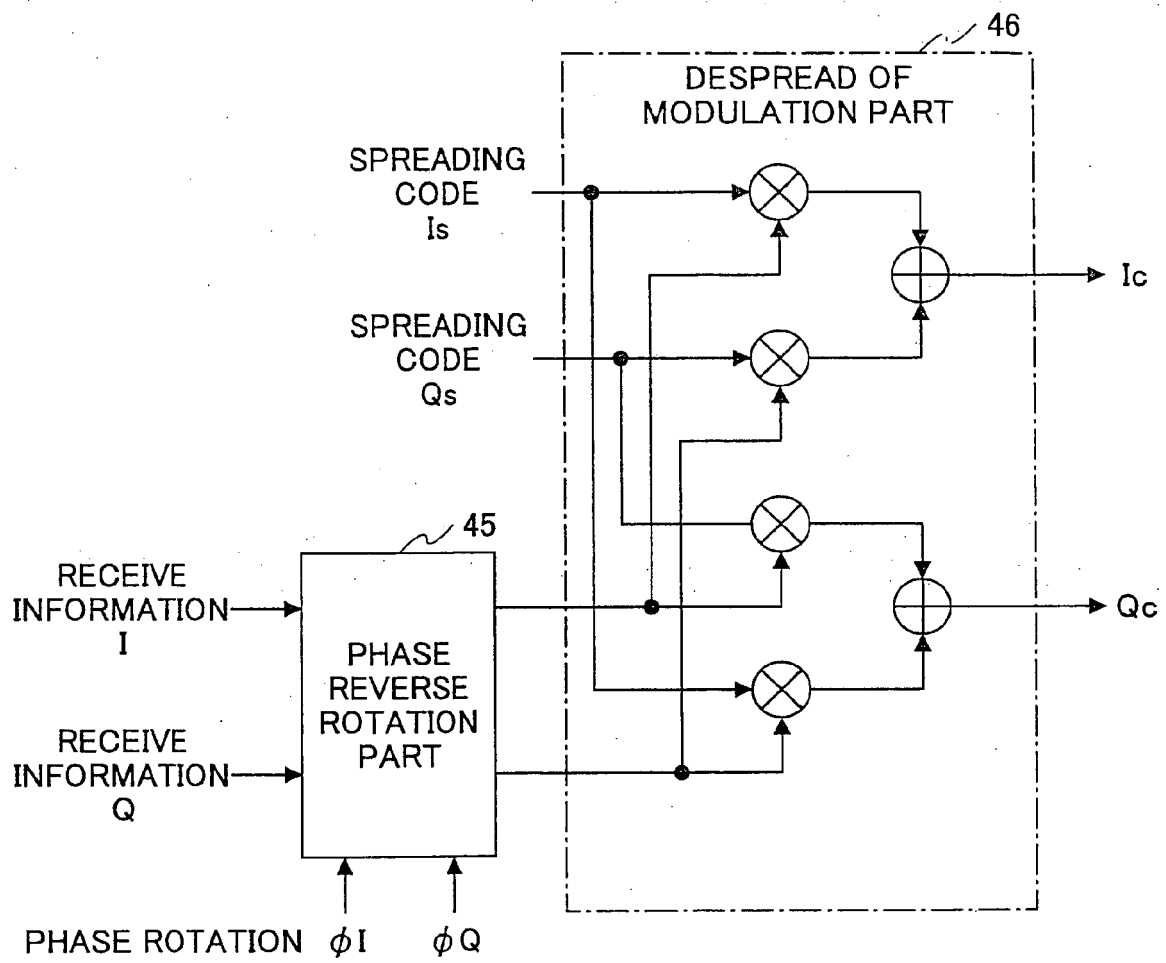 46
DESPREAD OF
MODULATION PART
SPREADING
CODE
Is
Ic
SPREADING
CODE
Qs
45
RECEIVE
INFORMATION
I
Qc
PHASE
REVERSE
ROTATION
PART
RECEIVE
INFORMATION
Q
PHASE ROTATION ϕI ϕQ